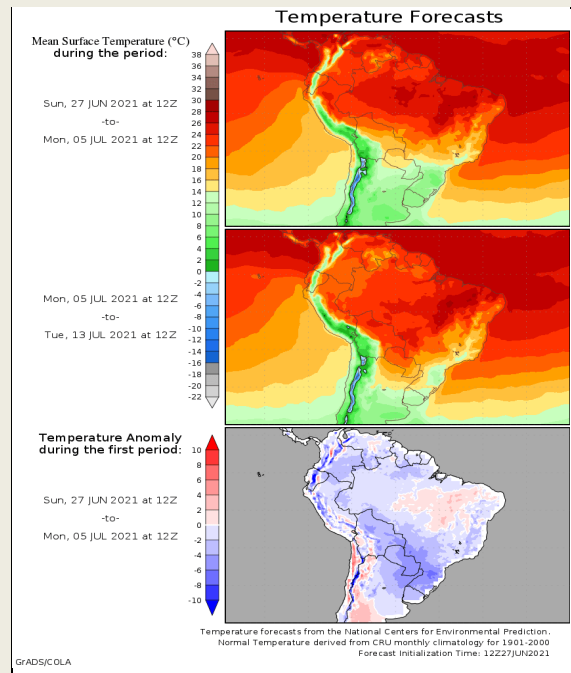 Temperature Forecasts
Mean Surface Temperature (°C)
during the period:
Sun, 27 JUN 2021 at 12Z
-to-
Mon, 05 JUL 2021 at 12Z
38
36
34
32
30
28
26
24
22
20
18
16
14
12
10
8
6
4
2
0
-2
-4
-6
-8
-10
-12
-14
-16
-18
-20
-22
Mon, 05 JUL 2021 at 12Z
-to-
Tue, 13 JUL 2021 at 12Z
Temperature Anomaly
during the first period:
Sun, 27 JUN 2021 at 12Z
-to-
Mon, 05 JUL 2021 at 12Z
10
8
6
4
2
0
-2
-4
-6
-8
-10
Temperature forecasts from the National Centers for Environmental Prediction.
Normal Temperature derived from CRU monthly climatology for 1901-2000
Forecast Initialization Time: 12Z27JUN2021
GrADS/COLA